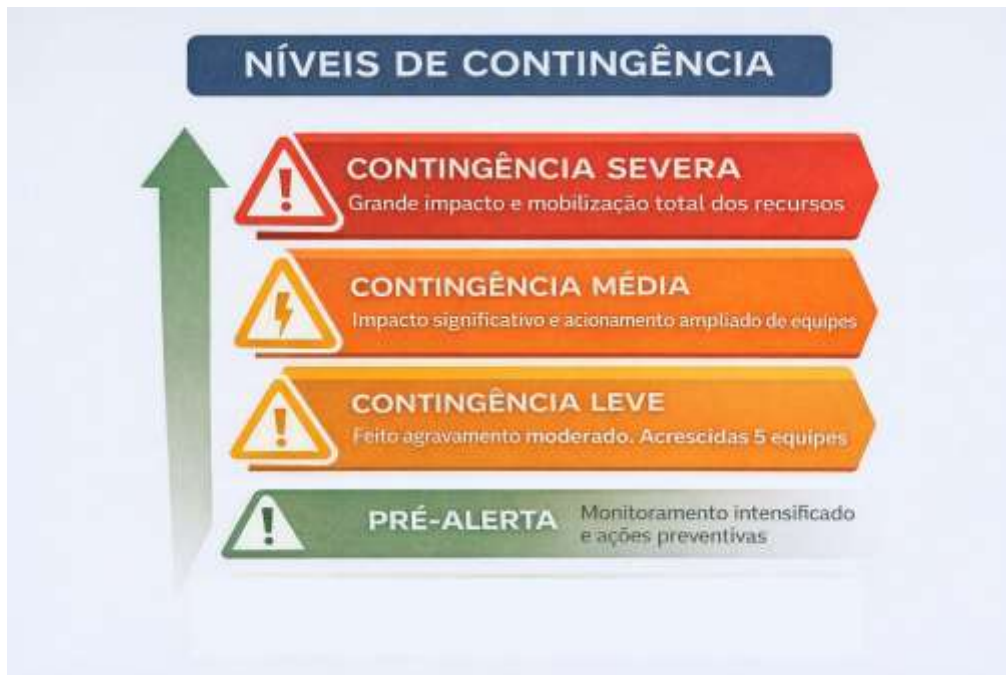 NÍVEIS DE CONTINGÊNCIA
CONTINGÊNCIA SEVERA
Grande impacto e mobilização total dos recursos
CONTINGÊNCIA MÉDIA
Impacto significativo e acionamento ampliado de equipes
CONTINGÊNCIA LEVE
Feito agravamento moderado. Acrescidas 5 equipes
PRÉ-ALERTA
Monitoramento intensificado
e ações preventivas